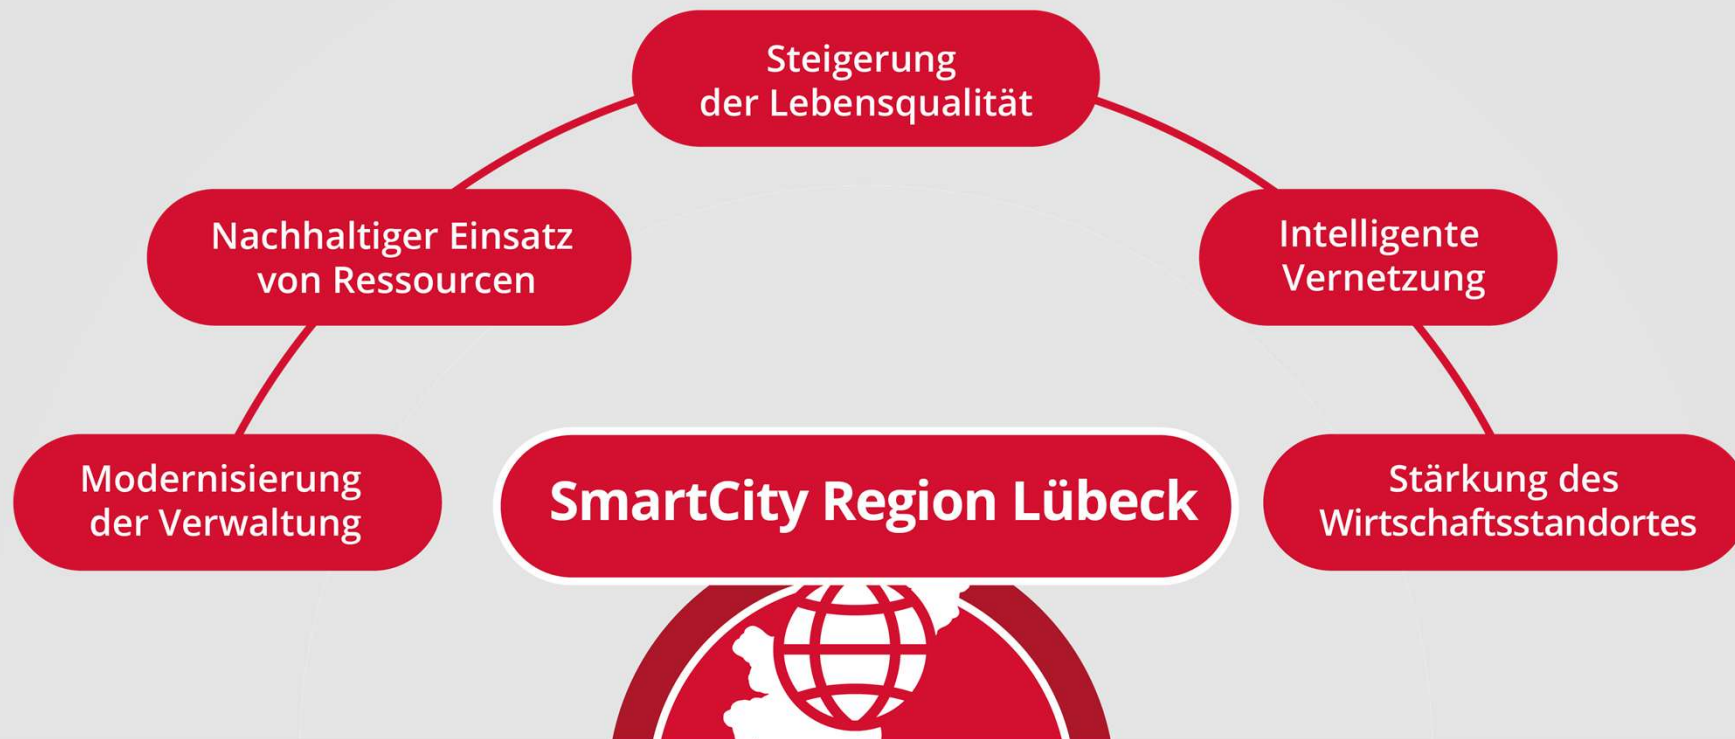 Steigerung
der Lebensqualität
Nachhaltiger Einsatz
von Ressourcen
Intelligente
Vernetzung
Modernisierung
der Verwaltung
SmartCity Region Lübeck
Stärkung des
Wirtschaftsstandortes